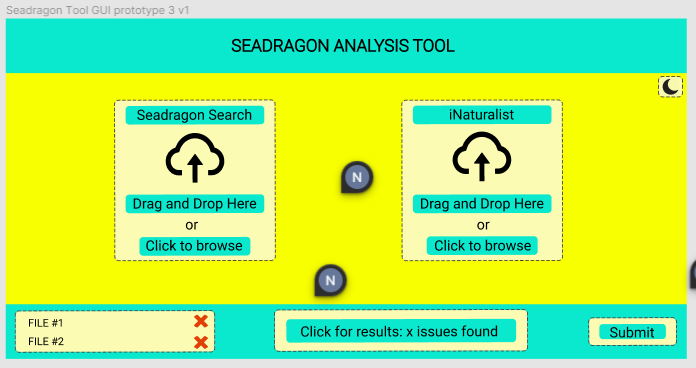 Seadragon Tool GUI prototype 3 v1
SEADRAGON ANALYSIS TOOL
Seadragon Search
Drag and Drop Here
or
Click to browse
iNaturalist
Drag and Drop Here
or
Click to browse
N
N
FILE #1
FILE #2
Click for results: x issues found
Submit